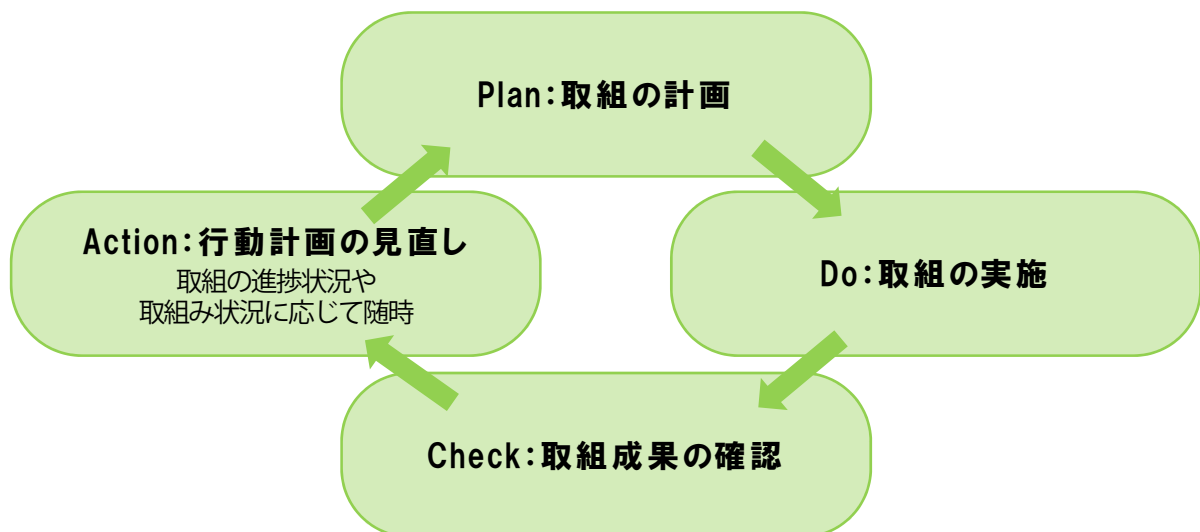 Plan：取組の計画
Action：行動計画の見直し
取組の進捗状況や
取組み状況に応じて随時
Do：取組の実施
Check：取組成果の確認